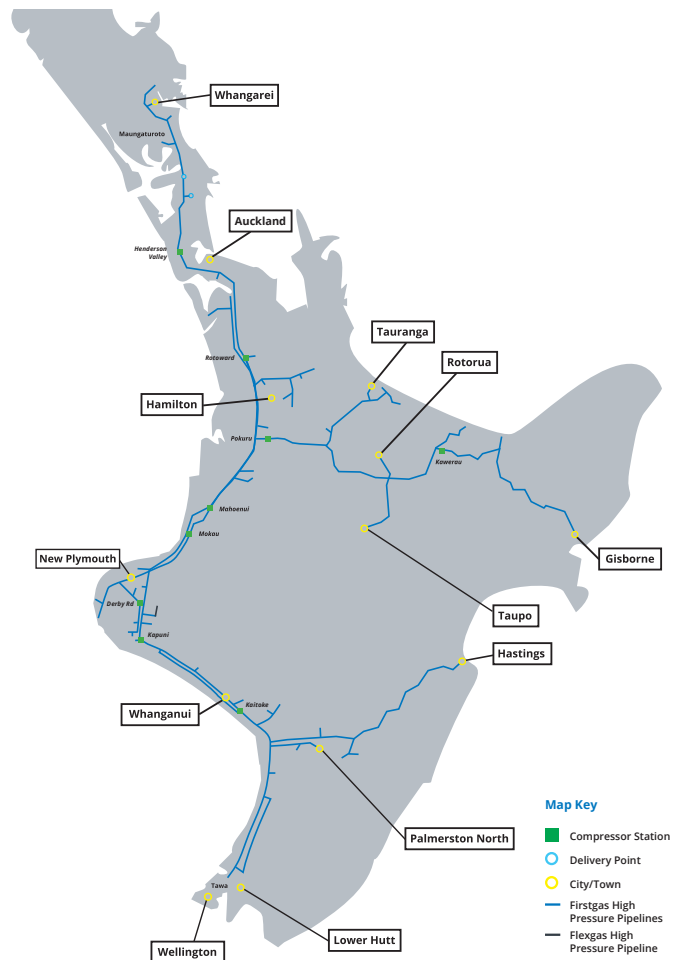 Whangarei
Maungaturoto
Auckland
Henderson
Valley
Tauranga
Rotowaro
Rotorua
Hamilton
Pokuru
Kawerau
Mahoenui
Mokau
New Plymouth
Gisborne
Derby Rd
Taupo
Kapuni
Hastings
Kaitoke
Whanganui
Map Key
Palmerston North
Compressor Station
Delivery Point
City/Town
Tawa
Firstgas High
Pressure Pipelines
Lower Hutt
Flexgas High
Pressure Pipeline
Wellington